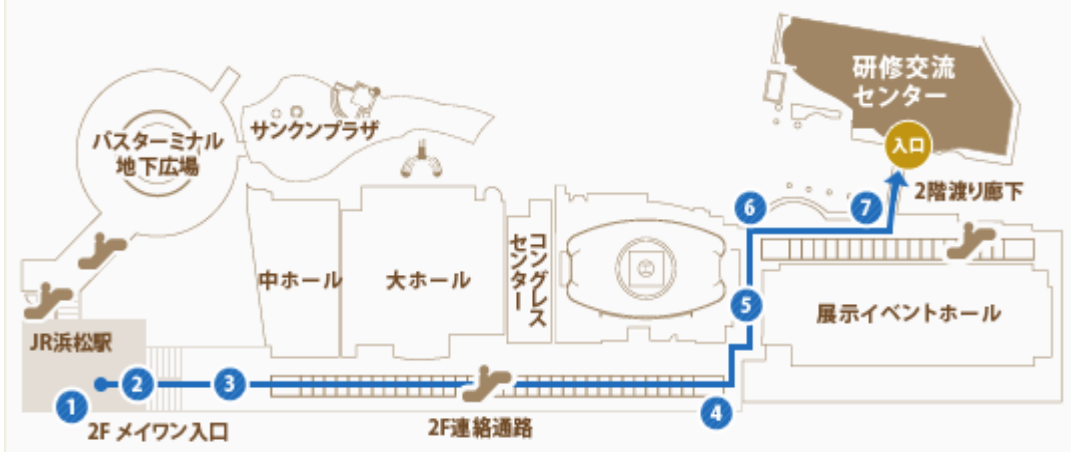 研修交流
センター
入口
バスターミナル
地下広場
サンクンプラザ
2階渡り廊下
6
7
中ホール
大ホール
コングレス
センター
5
展示イベントホール
JR浜松駅
1
2
3
4
2F メイワン入口
2F連絡通路